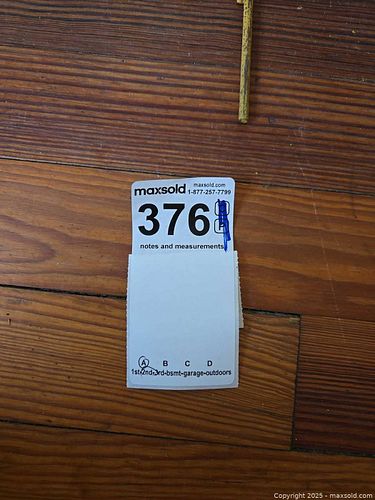 maxsold maxsold.com
1-877-257-7799
376
notes and measurements
A B C D
1st-2nd-3rd-bsmt-garage-outdoors
Copyright 2025 - maxsold.com